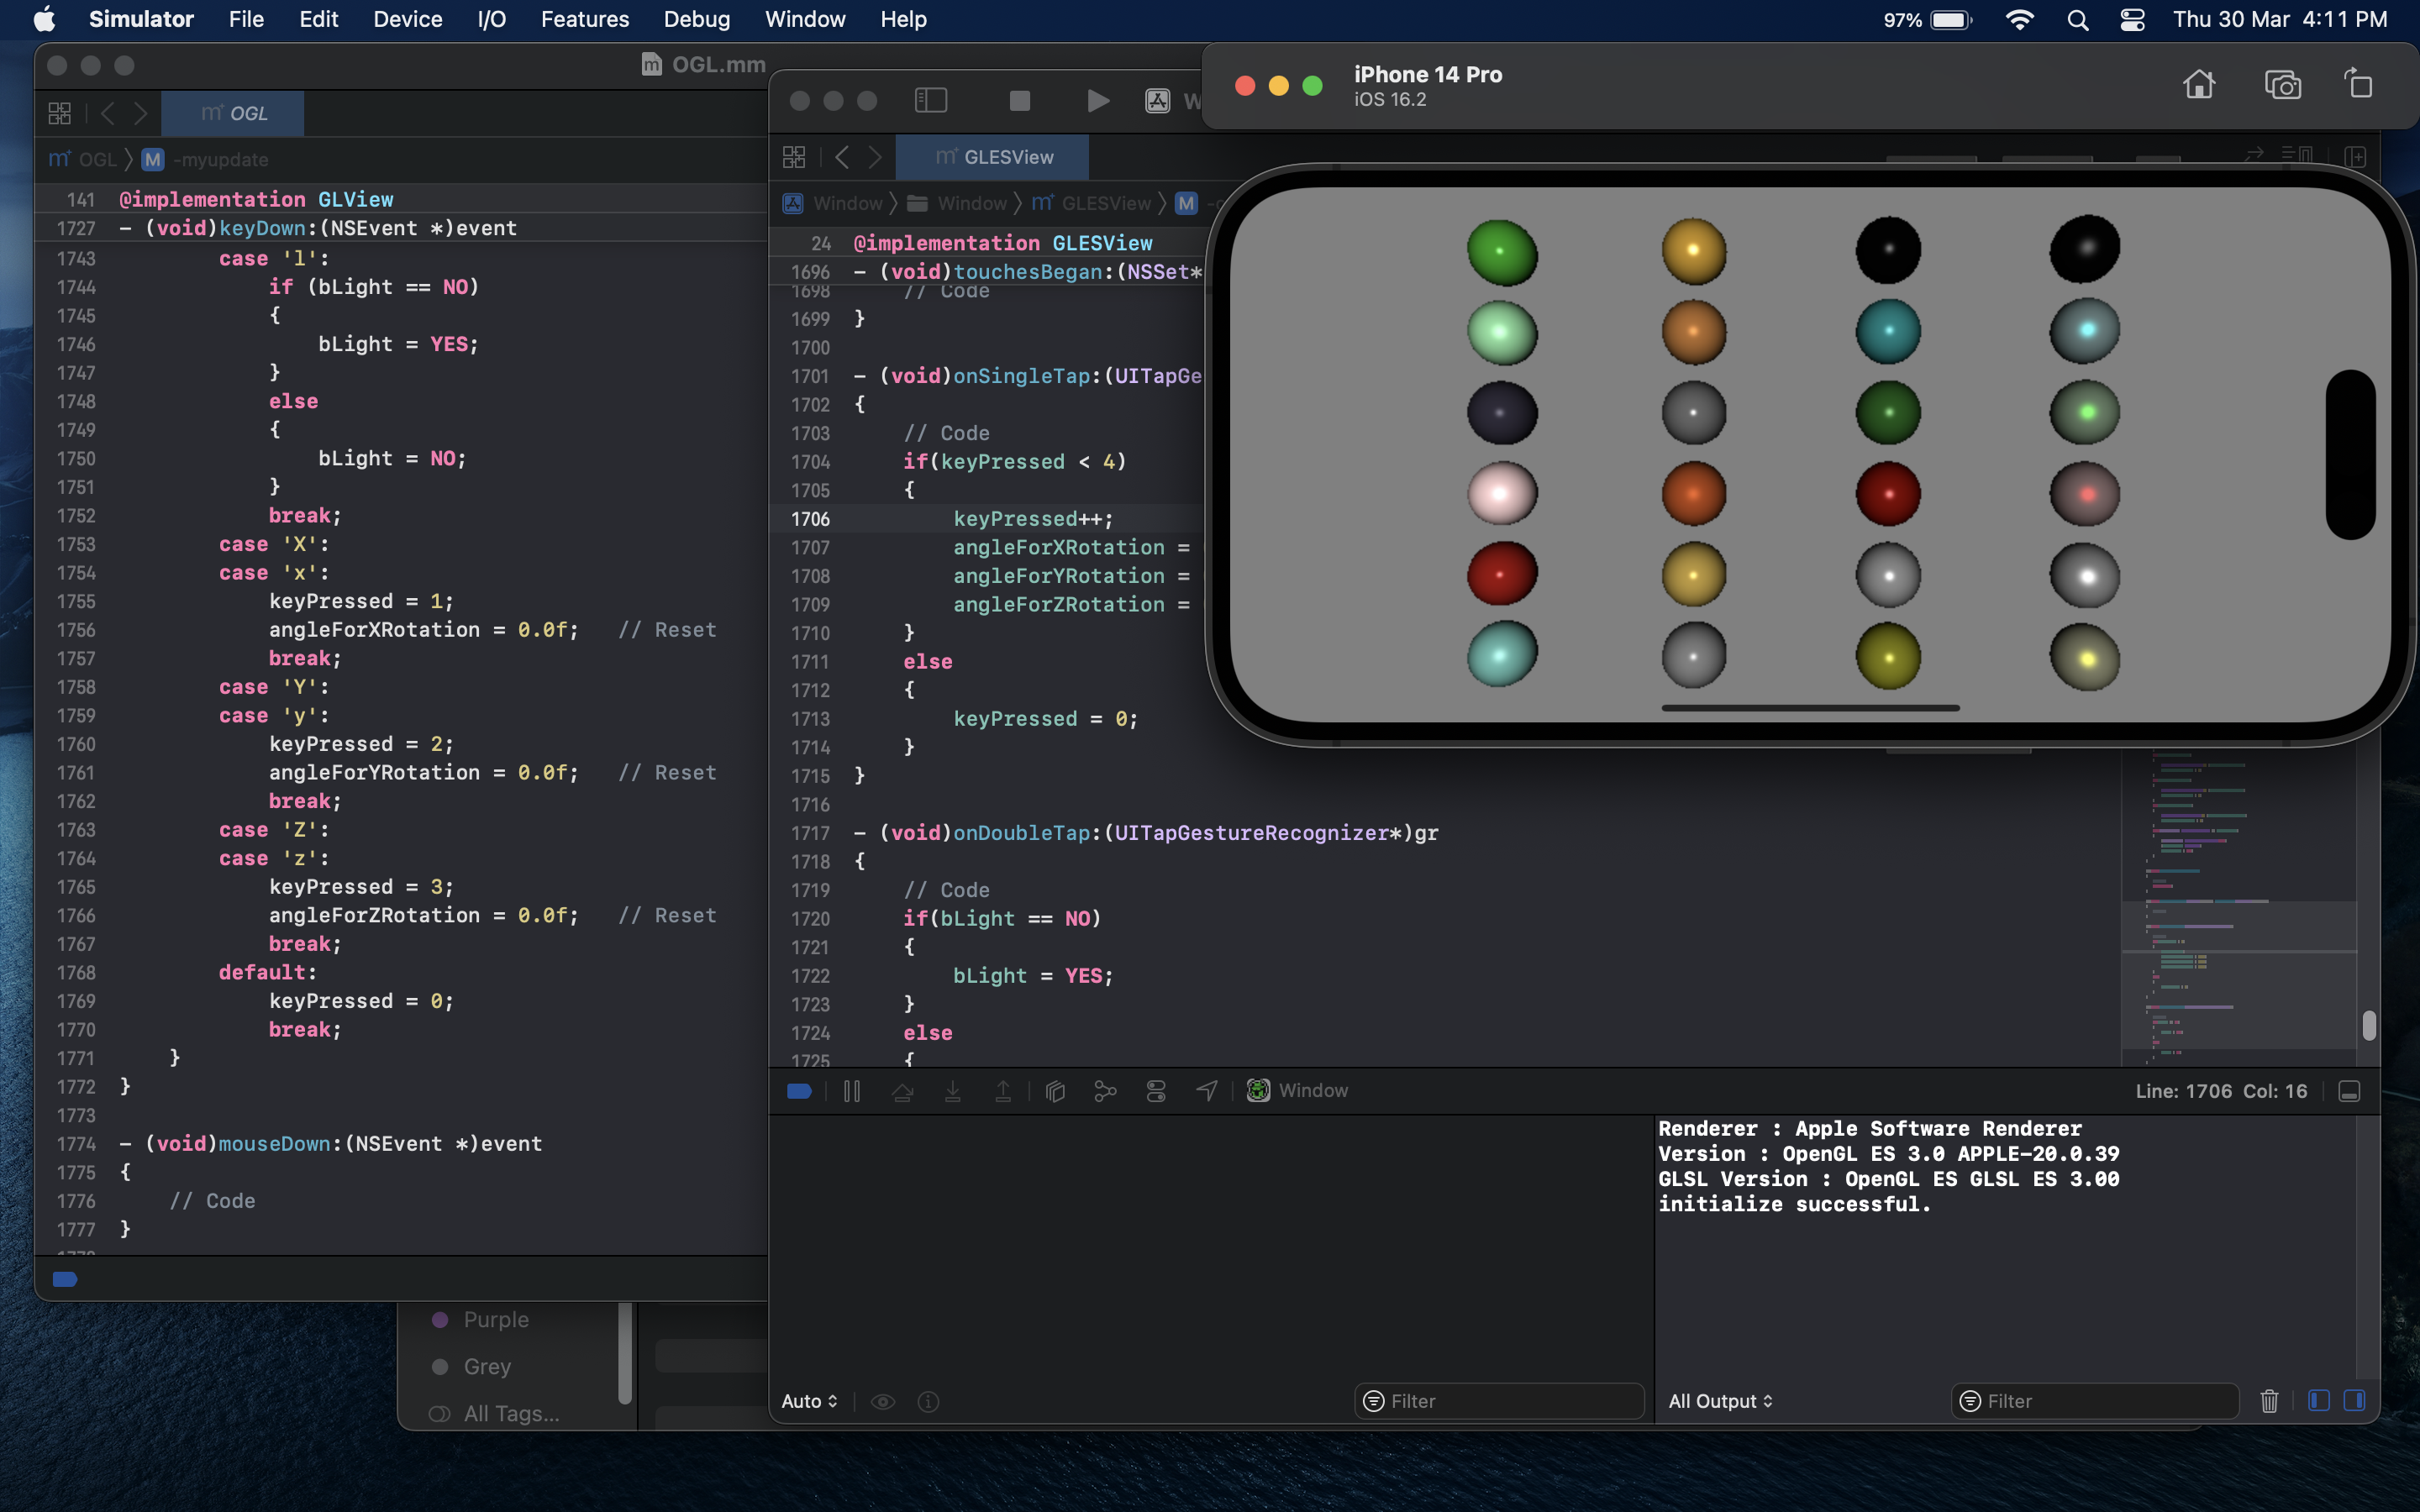 Simulator File Edit Device I/O Features Debug Window Help
97% Thu 30 Mar 4:11 PM
OGL.mm
OGL
OGL M -myupdate
141 @implementation GLView
1727 - (void)keyDown:(NSEvent *)event
1743 case 'l':
1744 if (bLight == NO)
1745 {
1746 bLight = YES;
1747 }
1748 else
1749 {
1750 bLight = NO;
1751 }
1752 break;
1753 case 'X':
1754 case 'x':
1755 keyPressed = 1;
1756 angleForXRotation = 0.0f; // Reset
1757 break;
1758 case 'Y':
1759 case 'y':
1760 keyPressed = 2;
1761 angleForYRotation = 0.0f; // Reset
1762 break;
1763 case 'Z':
1764 case 'z':
1765 keyPressed = 3;
1766 angleForZRotation = 0.0f; // Reset
1767 break;
1768 default:
1769 keyPressed = 0;
1770 break;
1771 }
1772 }
1773
1774 - (void)mouseDown:(NSEvent *)event
1775 {
1776 // Code
1777 }
Purple
Grey
All Tags...
iPhone 14 Pro
iOS 16.2
GLESView
Window Window GLESView M
24 @implementation GLESView
1696 - (void)touchesBegan:(NSSet*
1698 // Code
1699 }
1700
1701 - (void)onSingleTap:(UITapGe
1702 {
1703 // Code
1704 if(keyPressed < 4)
1705 {
1706 keyPressed++;
1707 angleForXRotation =
1708 angleForYRotation =
1709 angleForZRotation =
1710 }
1711 else
1712 {
1713 keyPressed = 0;
1714 }
1715 }
1716
1717 - (void)onDoubleTap:(UITapGestureRecognizer*)gr
1718 {
1719 // Code
1720 if(bLight == NO)
1721 {
1722 bLight = YES;
1723 }
1724 else
1725 {
Window
Line: 1706 Col: 16
Renderer : Apple Software Renderer
Version : OpenGL ES 3.0 APPLE-20.0.39
GLSL Version : OpenGL ES GLSL ES 3.00
initialize successful.
Auto
Filter
All Output
Filter